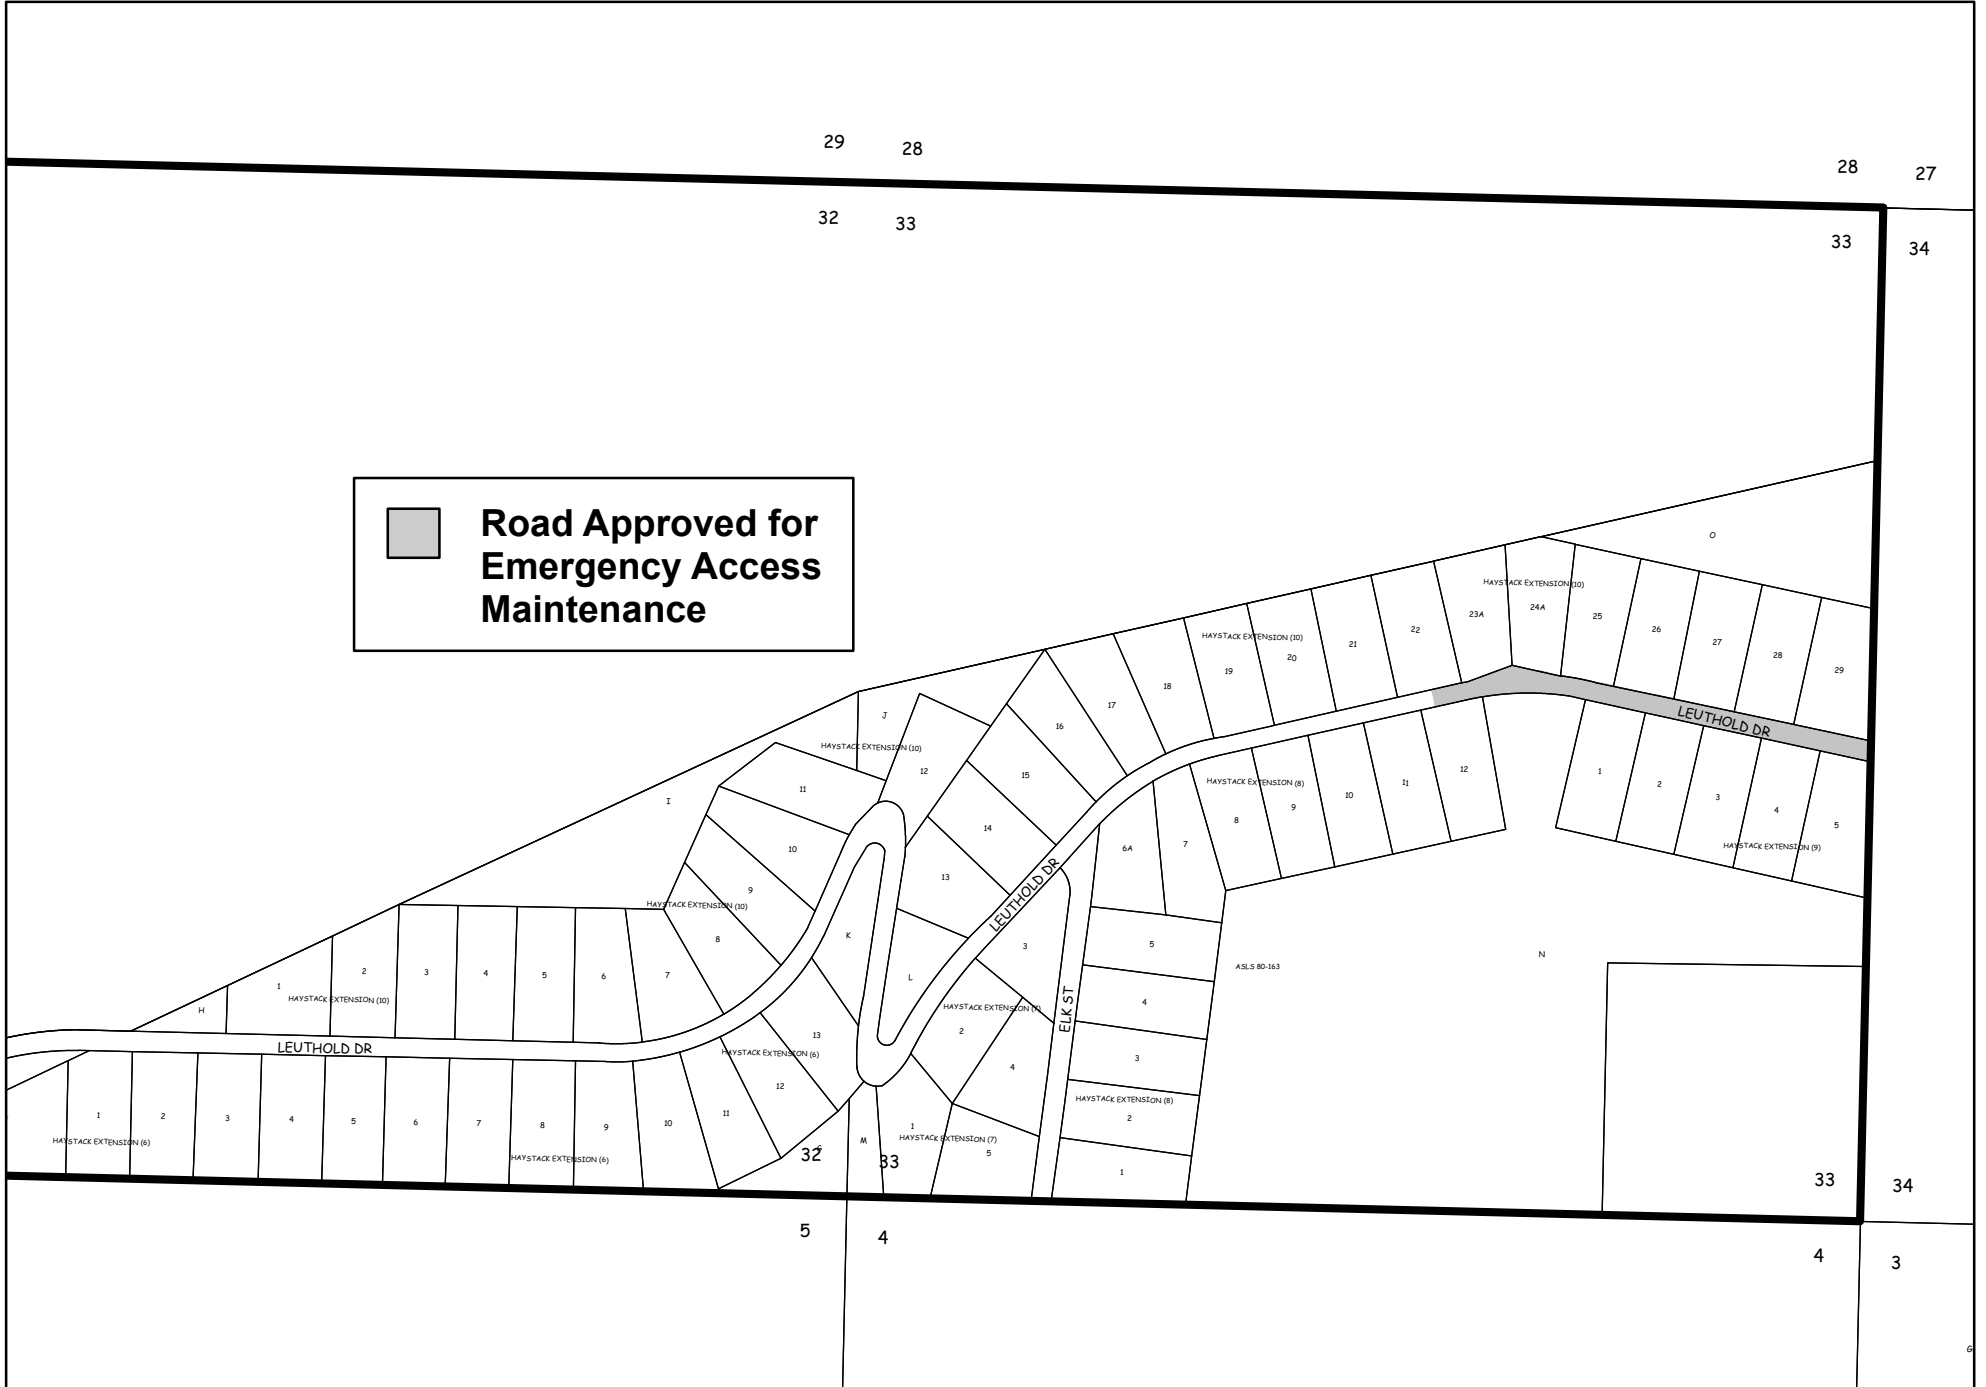 29 28
28 27
32 33
33 34
Road Approved for
Emergency Access
Maintenance
O
HAYSTACK EXTENSION (10)
23A 24A 25 26 27 28 29
HAYSTACK EXTENSION (10)
16 17 18 19 20 21 22
LEUTHOLD DR
J
HAYSTACK EXTENSION (10)
12 15
I
11
HAYSTACK EXTENSION (8)
8 9 10 11 12
1 2 3 4 5
HAYSTACK EXTENSION (9)
14
6A 7
10
13
9
LEUTHOLD DR
HAYSTACK EXTENSION (10)
8
K
3
5
N
ASLS 80-163
2 3 4 5 6 7
L
1
HAYSTACK EXTENSION (10)
4
HAYSTACK EXTENSION (7)
ELK ST
H
2
13
LEUTHOLD DR
HAYSTACK EXTENSION (6)
3
4
12
HAYSTACK EXTENSION (8)
2
1 2 3 4 5 6 7 8 9 10 11
HAYSTACK EXTENSION (6)
HAYSTACK EXTENSION (6)
M
1
HAYSTACK EXTENSION (7)
5
32 33
G
1
33 34
5 4
4 3
G